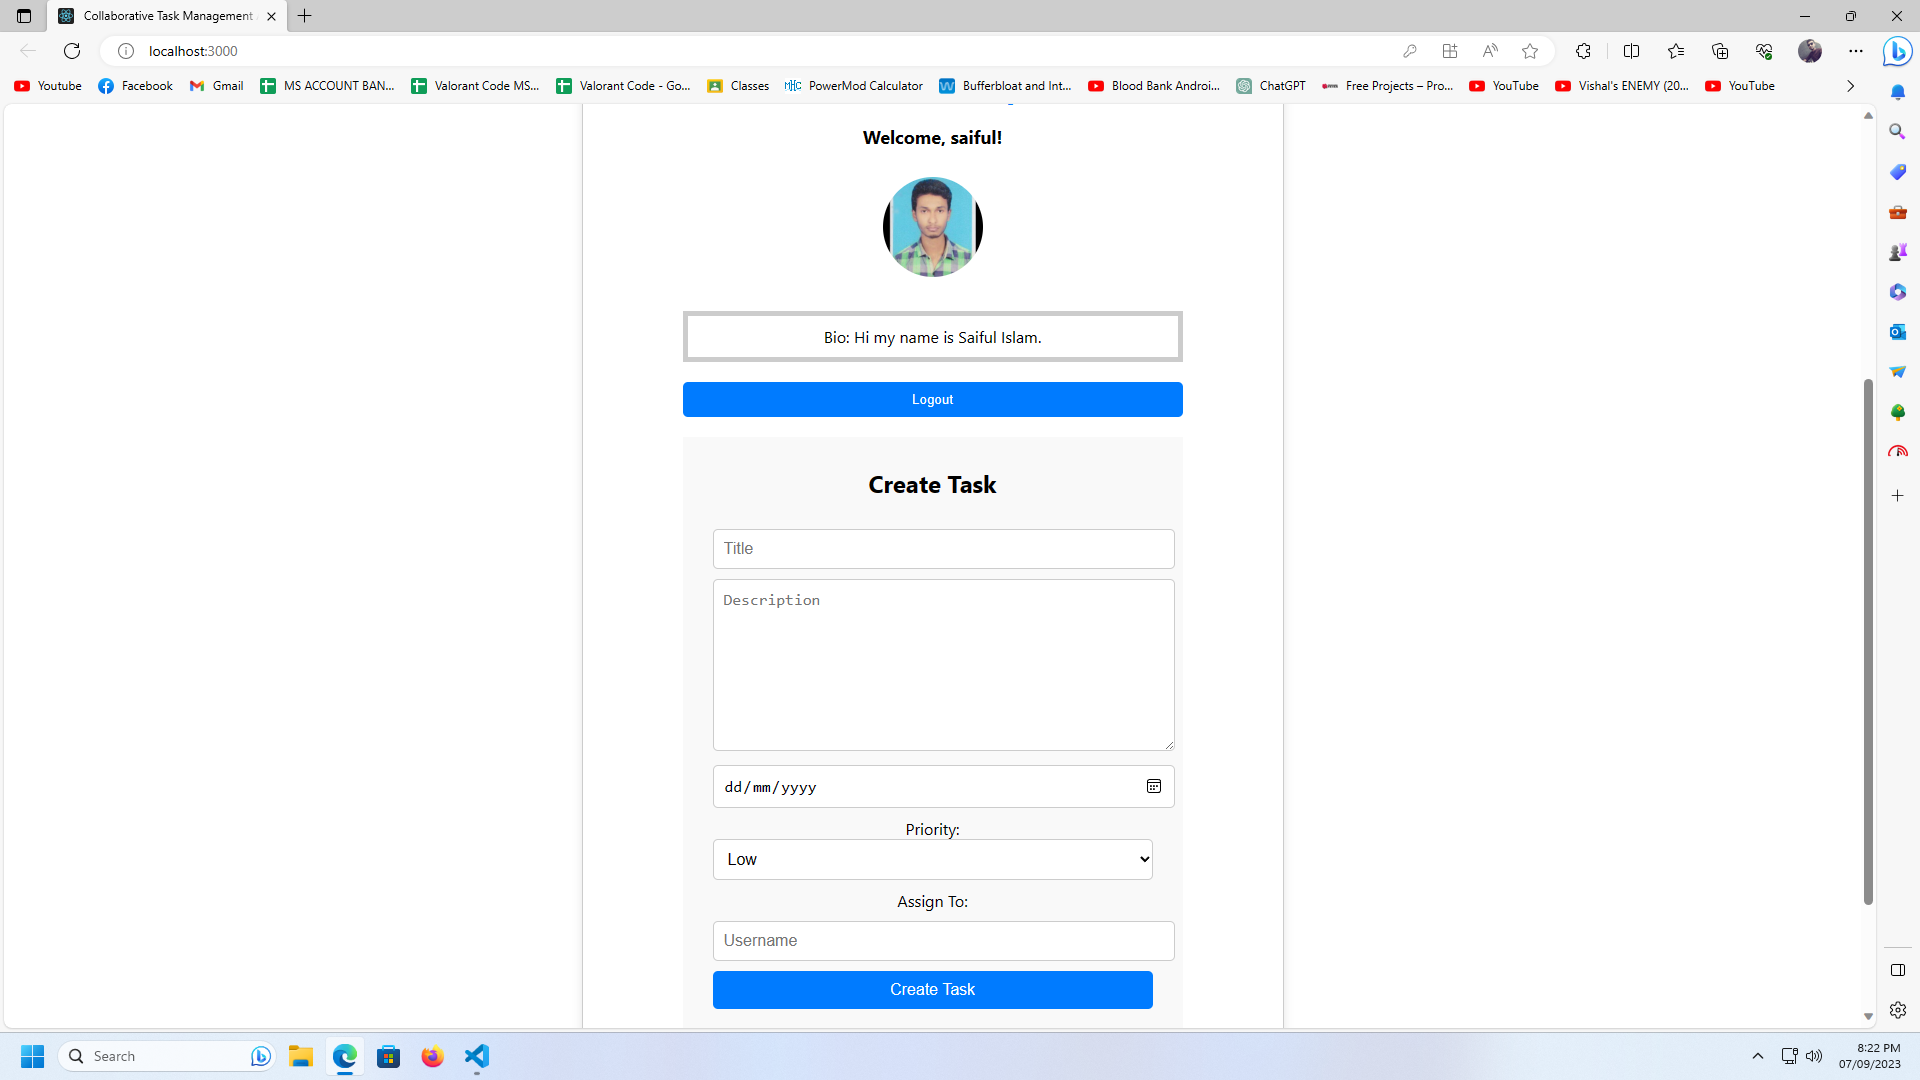 Collaborative Task Management
localhost:3000
Youtube
Facebook
Gmail
MS ACCOUNT BAN...
Valorant Code MS...
Valorant Code - Go...
Classes
PowerMod Calculator
Bufferbloat and Int...
Blood Bank Androi...
ChatGPT
Free Projects – Pro...
YouTube
Vishal's ENEMY (20...
YouTube
Welcome, saiful!
Bio: Hi my name is Saiful Islam.
Logout
Create Task
Title
Description
dd/mm/yyyy
Priority:
Low
Assign To:
Username
Create Task
Search
8:22 PM
07/09/2023